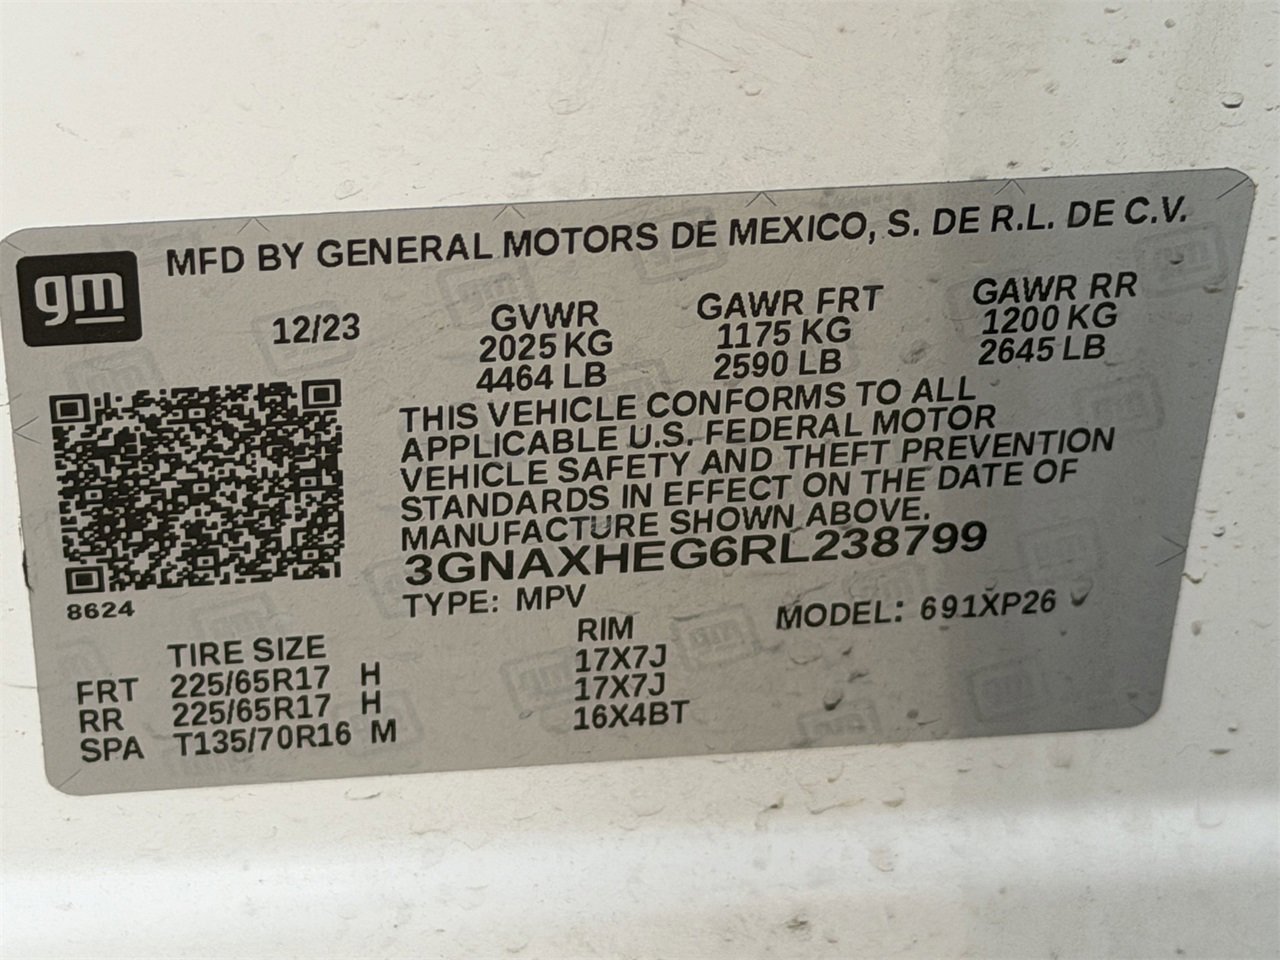 gm
MFD BY GENERAL MOTORS DE MEXICO, S. DE R.L. DE C.V.
12/23 GVWR GAWR FRT GAWR RR
2025 KG 1175 KG 1200 KG
4464 LB 2590 LB 2645 LB
THIS VEHICLE CONFORMS TO ALL
APPLICABLE U.S. FEDERAL MOTOR
VEHICLE SAFETY AND THEFT PREVENTION
STANDARDS IN EFFECT ON THE DATE OF
MANUFACTURE SHOWN ABOVE.
3GNAXHEG6RL238799
8624 TYPE: MPV MODEL: 691XP26
TIRE SIZE RIM
FRT 225/65R17 H 17X7J
RR 225/65R17 H 17X7J
SPA T135/70R16 M 16X4BT